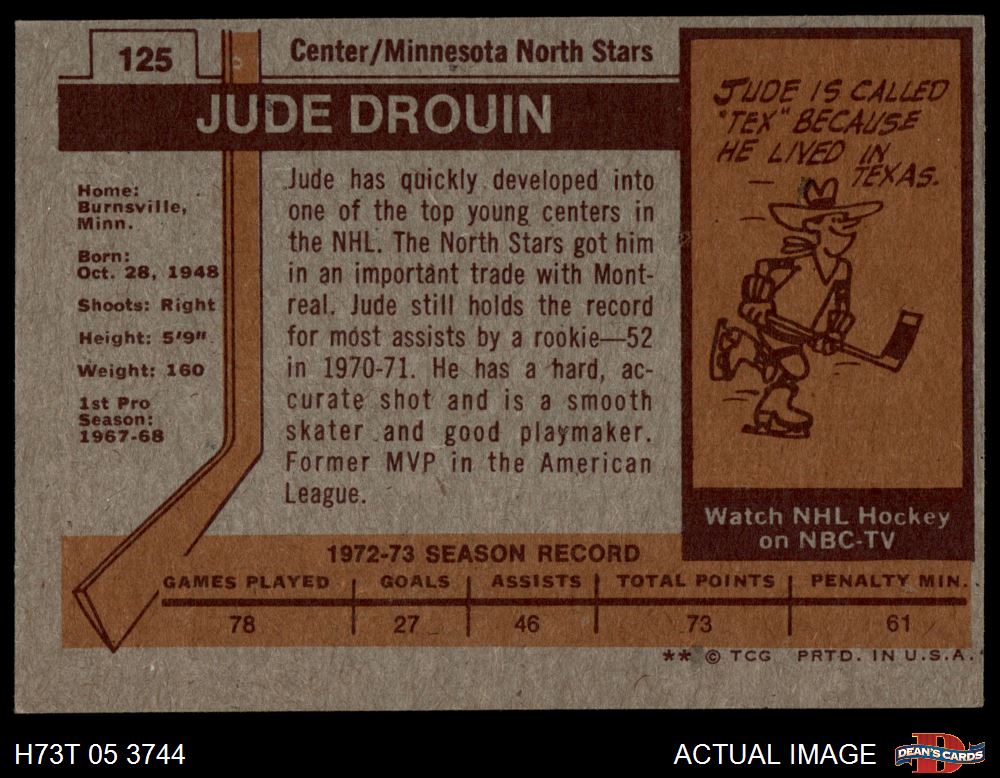 125
Center/Minnesota North Stars
JUDE DROUIN
Home:
Burnsville,
Minn.
Born:
Oct. 28, 1948
Shoots: Right
Height: 5'9"
Weight: 160
1st Pro
Season:
1967-68
Jude has quickly developed into
one of the top young centers in
the NHL. The North Stars got him
in an important trade with Mont-
real. Jude still holds the record
for most assists by a rookie—52
in 1970-71. He has a hard, ac-
curate shot and is a smooth
skater and good playmaker.
Former MVP in the American
League.
JUDE IS CALLED
"TEX" BECAUSE
HE LIVED IN
TEXAS.
Watch NHL Hockey
on NBC-TV
1972-73 SEASON RECORD
GAMES PLAYED GOALS ASSISTS TOTAL POINTS PENALTY MIN.
78 27 46 73 61
** © TCG PRTD. IN U.S.A.
H73T 05 3744
ACTUAL IMAGE
DEAN'S CARDS